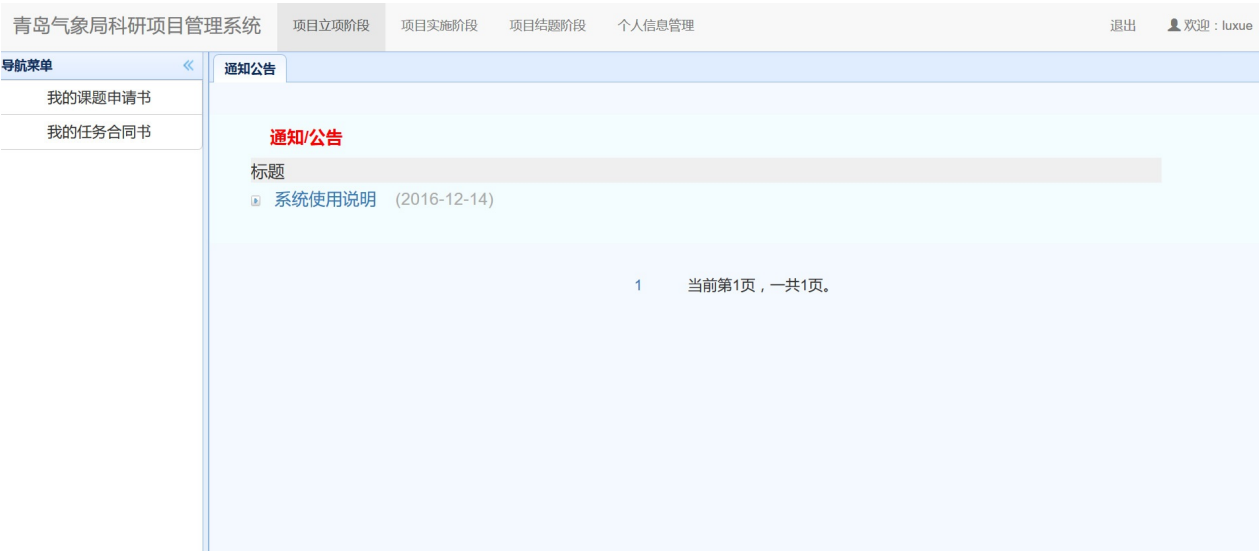 青岛气象局科研项目管理系统 项目立项阶段 项目实施阶段 项目结题阶段 个人信息管理 退出 欢迎：luxue
导航菜单 通知公告
我的课题申请书
我的任务合同书
通知/公告
标题
系统使用说明 (2016-12-14)
1 当前第1页，一共1页。